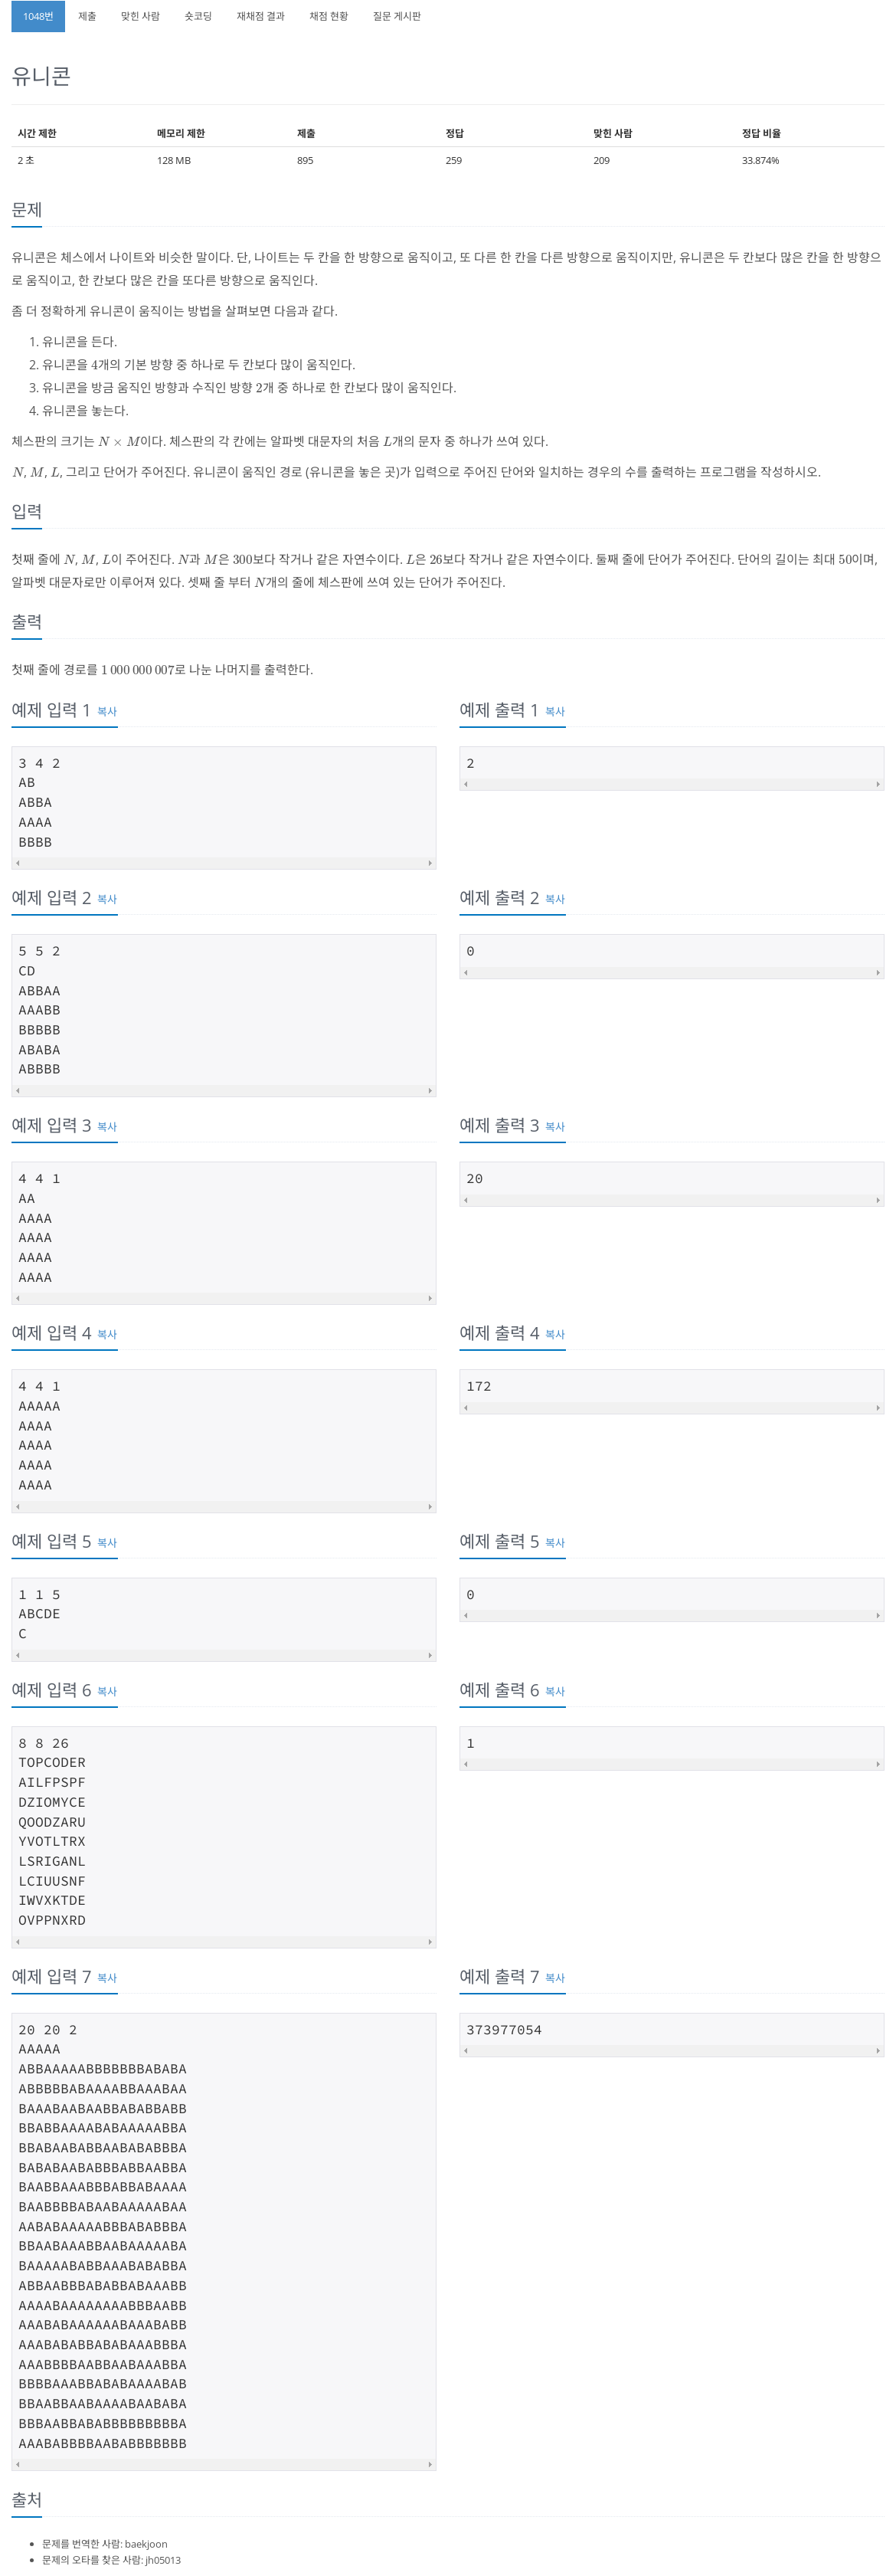 1048번 제출 맞힌 사람 숏코딩 재채점 결과 채점 현황 질문 게시판
유니콘
시간 제한 메모리 제한 제출 정답 맞힌 사람 정답 비율
2 초 128 MB 895 259 209 33.874%
문제
유니콘은 체스에서 나이트와 비슷한 말이다. 단, 나이트는 두 칸을 한 방향으로 움직이고, 또 다른 한 칸을 다른 방향으로 움직이지만, 유니콘은 두 칸보다 많은 칸을 한 방향으
로 움직이고, 한 칸보다 많은 칸을 또다른 방향으로 움직인다.
좀 더 정확하게 유니콘이 움직이는 방법을 살펴보면 다음과 같다.
1. 유니콘을 든다.
2. 유니콘을 4개의 기본 방향 중 하나로 두 칸보다 많이 움직인다.
3. 유니콘을 방금 움직인 방향과 수직인 방향 2개 중 하나로 한 칸보다 많이 움직인다.
4. 유니콘을 놓는다.
체스판의 크기는 N × M이다. 체스판의 각 칸에는 알파벳 대문자의 처음 L개의 문자 중 하나가 쓰여 있다.
N, M, L, 그리고 단어가 주어진다. 유니콘이 움직인 경로 (유니콘을 놓은 곳)가 입력으로 주어진 단어와 일치하는 경우의 수를 출력하는 프로그램을 작성하시오.
입력
첫째 줄에 N, M, L이 주어진다. N과 M은 300보다 작거나 같은 자연수이다. L은 26보다 작거나 같은 자연수이다. 둘째 줄에 단어가 주어진다. 단어의 길이는 최대 50이며,
알파벳 대문자로만 이루어져 있다. 셋째 줄 부터 N개의 줄에 체스판에 쓰여 있는 단어가 주어진다.
출력
첫째 줄에 경로를 1 000 000 007로 나눈 나머지를 출력한다.
예제 입력 1 복사
3 4 2
AB
ABBA
AAAA
BBBB
예제 출력 1 복사
2
예제 입력 2 복사
5 5 2
CD
ABBAA
AAABB
BBBBB
ABABA
ABBBB
예제 출력 2 복사
0
예제 입력 3 복사
4 4 1
AA
AAAA
AAAA
AAAA
AAAA
예제 출력 3 복사
20
예제 입력 4 복사
4 4 1
AAAAA
AAAA
AAAA
AAAA
AAAA
예제 출력 4 복사
172
예제 입력 5 복사
1 1 5
ABCDE
C
예제 출력 5 복사
0
예제 입력 6 복사
8 8 26
TOPCODER
AILFPSPF
DZIOMYCE
QOODZARU
YVOTLTRX
LSRIGANL
LCIUUSNF
IWVXKTDE
OVPPNXRD
예제 출력 6 복사
1
예제 입력 7 복사
20 20 2
AAAAA
ABBAAAAABBBBBBBABABA
ABBBBBABAAAABBAAABAA
BAAABAABAABBABABBABB
BBABBAAAABABAAAAABBA
BBABAABABBAABABABBBA
BABABAABABBBABBAABBA
BAABBAAABBBABBABAAAA
BAABBBBABAABAAAAABAA
AABABAAAAABBBABABBBA
BBAABAAABBAABAAAAABA
BAAAAABABBAAABABABBA
ABBAABBBABABBABAAABB
AAAABAAAAAAAABBBAABB
AAABABAAAAAABAAABABB
AAABABABBABABAAABBBA
AAABBBBAABBAABAAABBA
BBBBAAABBABABAAAABAB
BBAABBAABAAAABAABABA
BBBAABBABABBBBBBBBBA
AAABABBBBAABABBBBBBB
예제 출력 7 복사
373977054
출처
• 문제를 번역한 사람: baekjoon
• 문제의 오타를 찾은 사람: jh05013